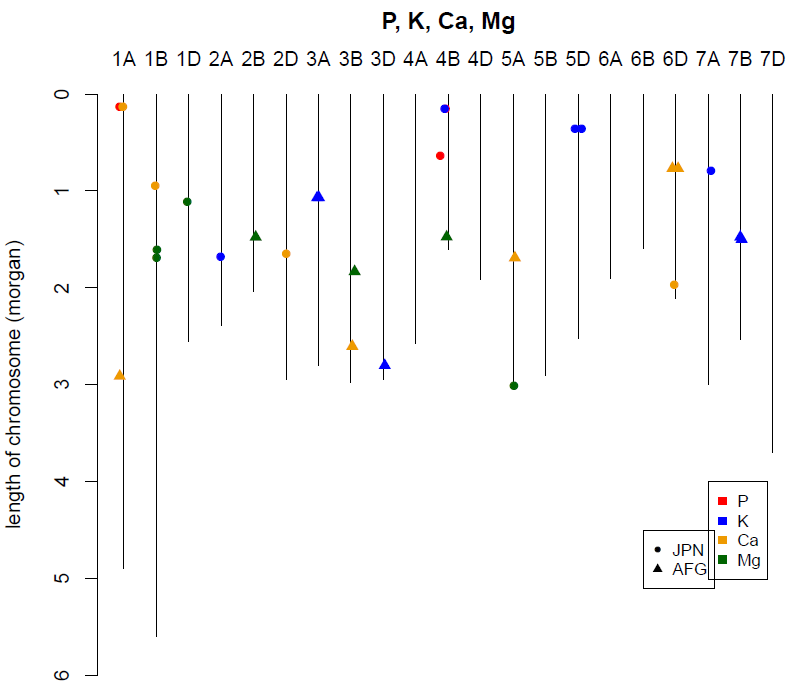 P, K, Ca, Mg
1A 1B 1D 2A 2B 2D 3A 3B 3D 4A 4B 4D 5A 5B 5D 6A 6B 6D 7A 7B 7D
length of chromosome (morgan)
0
1
2
3
4
5
6
P
K
Ca
Mg
JPN
AFG